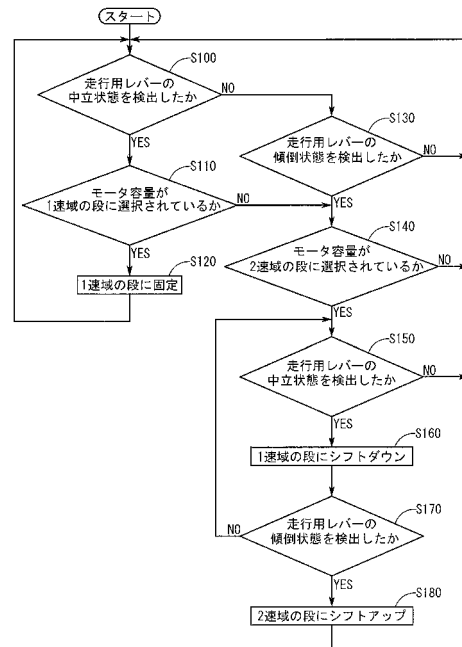 スタート
S100
走行用レバーの
中立状態を検出したか
NO
YES
S110
モータ容量が
1速域の段に選択されているか
NO
YES
S120
1速域の段に固定
S130
走行用レバーの
傾倒状態を検出したか
NO
YES
S140
モータ容量が
2速域の段に選択されているか
NO
YES
S150
走行用レバーの
中立状態を検出したか
NO
YES
S160
1速域の段にシフトダウン
S170
走行用レバーの
傾倒状態を検出したか
NO
YES
S180
2速域の段にシフトアップ